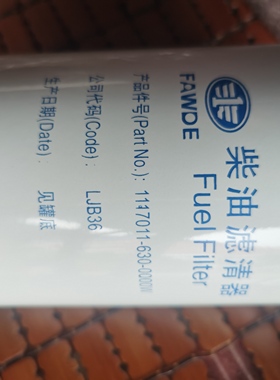 FAWDE
柴油滤清器
Fuel Filter
产品件号(Part No.): 1117011-630-0000W
公司代码(Code): LJB36
生产日期(Date): 见罐底